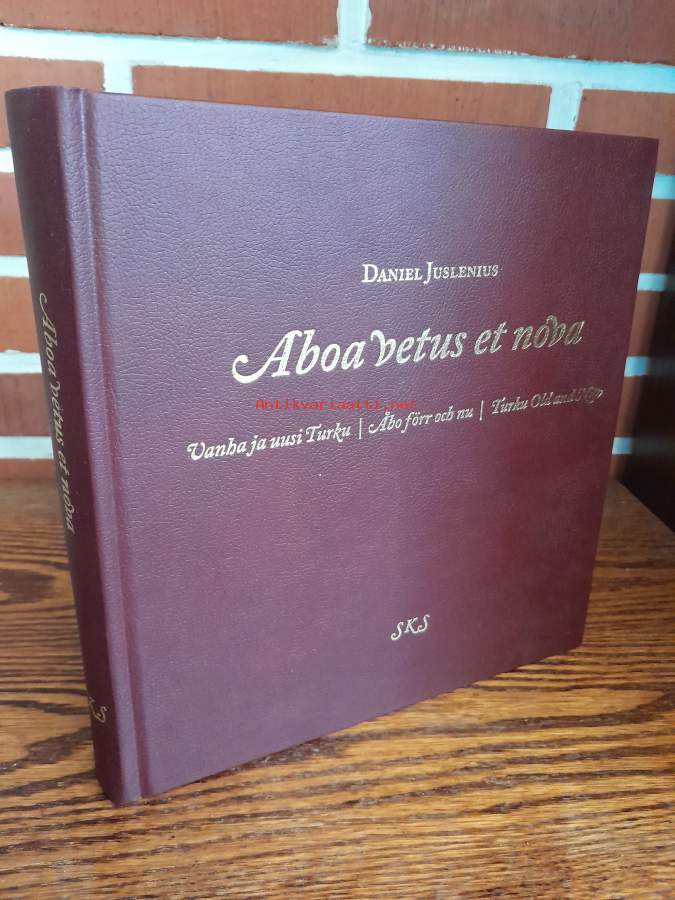 DANIEL JUSLENIUS
Aboa vetus et nova
Antikvariaatti.net
Vanha ja uusi Turku | Åbo förr och nu | Turku Old and New
SKS
Aboa vetus et nova
SKS